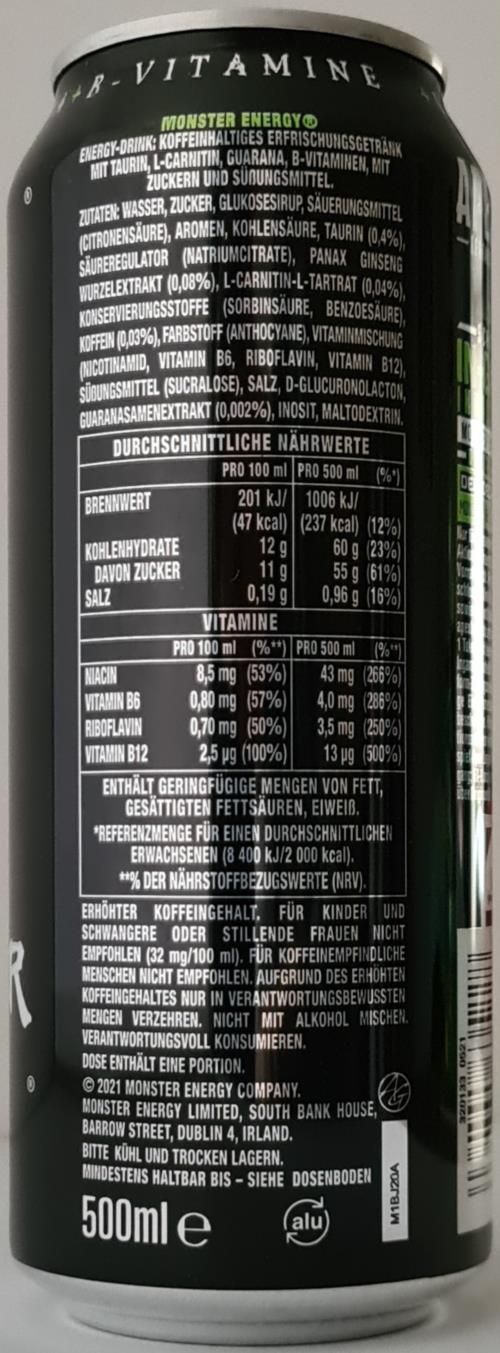 +B-VITAMINE
MONSTER ENERGY®
ENERGY-DRINK: KOFFEINHALTIGES ERFRISCHUNGSGETRÄNK
MIT TAURIN, L-CARNITIN, GUARANA, B-VITAMINEN, MIT
ZUCKERN UND SÜßUNGSMITTEL.
ZUTATEN: WASSER, ZUCKER, GLUKOSESIRUP, SÄUERUNGSMITTEL
(CITRONENSÄURE), AROMEN, KOHLENSÄURE, TAURIN (0,4%),
SÄUREREGULATOR (NATRIUMCITRATE), PANAX GINSENG
WURZELEXTRAKT (0,08%), L-CARNITIN-L-TARTRAT (0,04%),
KONSERVIERUNGSSTOFFE (SORBINSÄURE, BENZOESÄURE),
KOFFEIN (0,03%), FARBSTOFF (ANTHOCYANE), VITAMINMISCHUNG
(NICOTINAMID, VITAMIN B6, RIBOFLAVIN, VITAMIN B12),
SÜßUNGSMITTEL (SUCRALOSE), SALZ, D-GLUCURONOLACTON,
GUARANASAMENEXTRAKT (0,002%), INOSIT, MALTODEXTRIN.
DURCHSCHNITTLICHE NÄHRWERTE
PRO 100 ml PRO 500 ml (%*)
BRENNWERT 201 kJ/ 1006 kJ/
(47 kcal) (237 kcal) (12%)
KOHLENHYDRATE 12 g 60 g (23%)
DAVON ZUCKER 11 g 55 g (61%)
SALZ 0,19 g 0,96 g (16%)
VITAMINE
PRO 100 ml (%**) PRO 500 ml (%**)
NIACIN 8,5 mg (53%) 43 mg (266%)
VITAMIN B6 0,80 mg (57%) 4,0 mg (286%)
RIBOFLAVIN 0,70 mg (50%) 3,5 mg (250%)
VITAMIN B12 2,5 µg (100%) 13 µg (500%)
ENTHÄLT GERINGFÜGIGE MENGEN VON FETT,
GESÄTTIGTEN FETTSÄUREN, EIWEIß.
*REFERENZMENGE FÜR EINEN DURCHSCHNITTLICHEN
ERWACHSENEN (8 400 kJ/2 000 kcal).
**% DER NÄHRSTOFFBEZUGSWERTE (NRV).
ERHÖHTER KOFFEINGEHALT, FÜR KINDER UND
SCHWANGERE ODER STILLENDE FRAUEN NICHT
EMPFOHLEN (32 mg/100 ml). FÜR KOFFEINEMPFINDLICHE
MENSCHEN NICHT EMPFOHLEN. AUFGRUND DES ERHÖHTEN
KOFFEINGEHALTES NUR IN VERANTWORTUNGSBEWUSSTEN
MENGEN VERZEHREN. NICHT MIT ALKOHOL MISCHEN.
VERANTWORTUNGSVOLL KONSUMIEREN.
DOSE ENTHÄLT EINE PORTION.
© 2021 MONSTER ENERGY COMPANY.
MONSTER ENERGY LIMITED, SOUTH BANK HOUSE,
BARROW STREET, DUBLIN 4, IRLAND.
BITTE KÜHL UND TROCKEN LAGERN.
MINDESTENS HALTBAR BIS – SIEHE DOSENBODEN
500ml e
alu
M1BJ20A
320133 0521
R